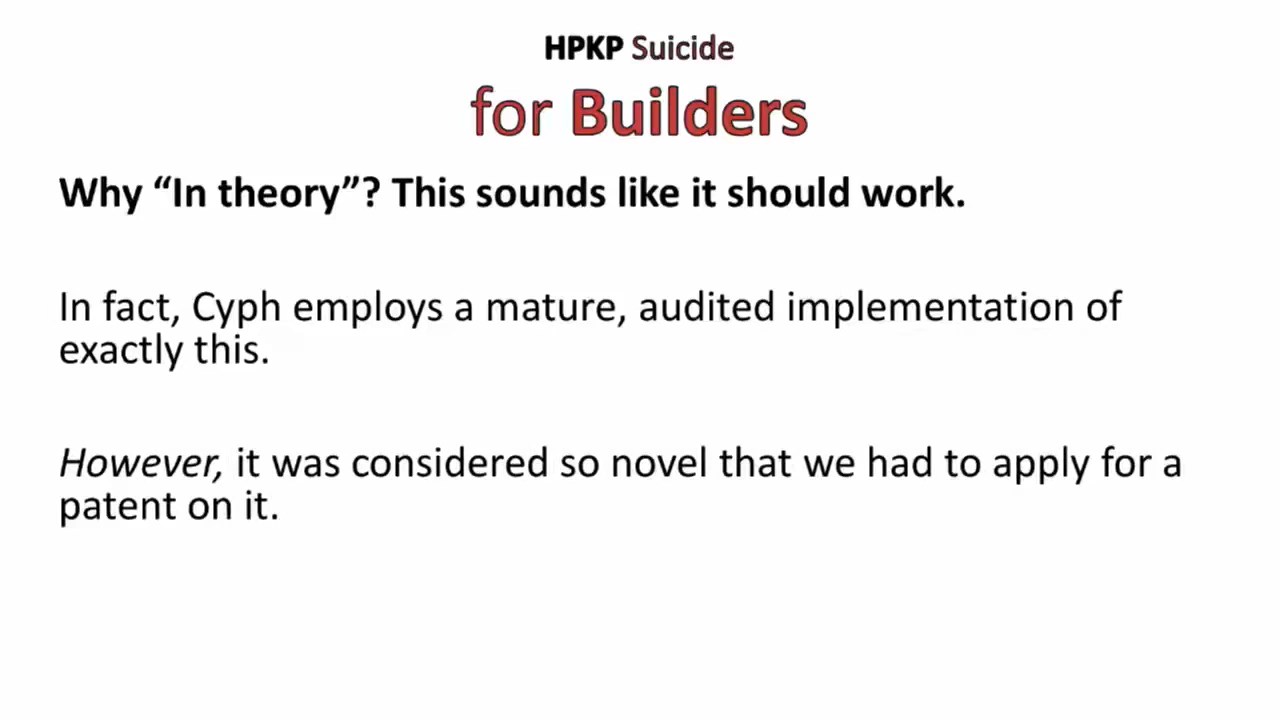 HPKP Suicide
for Builders
Why “In theory”? This sounds like it should work.
In fact, Cyph employs a mature, audited implementation of
exactly this.
However, it was considered so novel that we had to apply for a
patent on it.